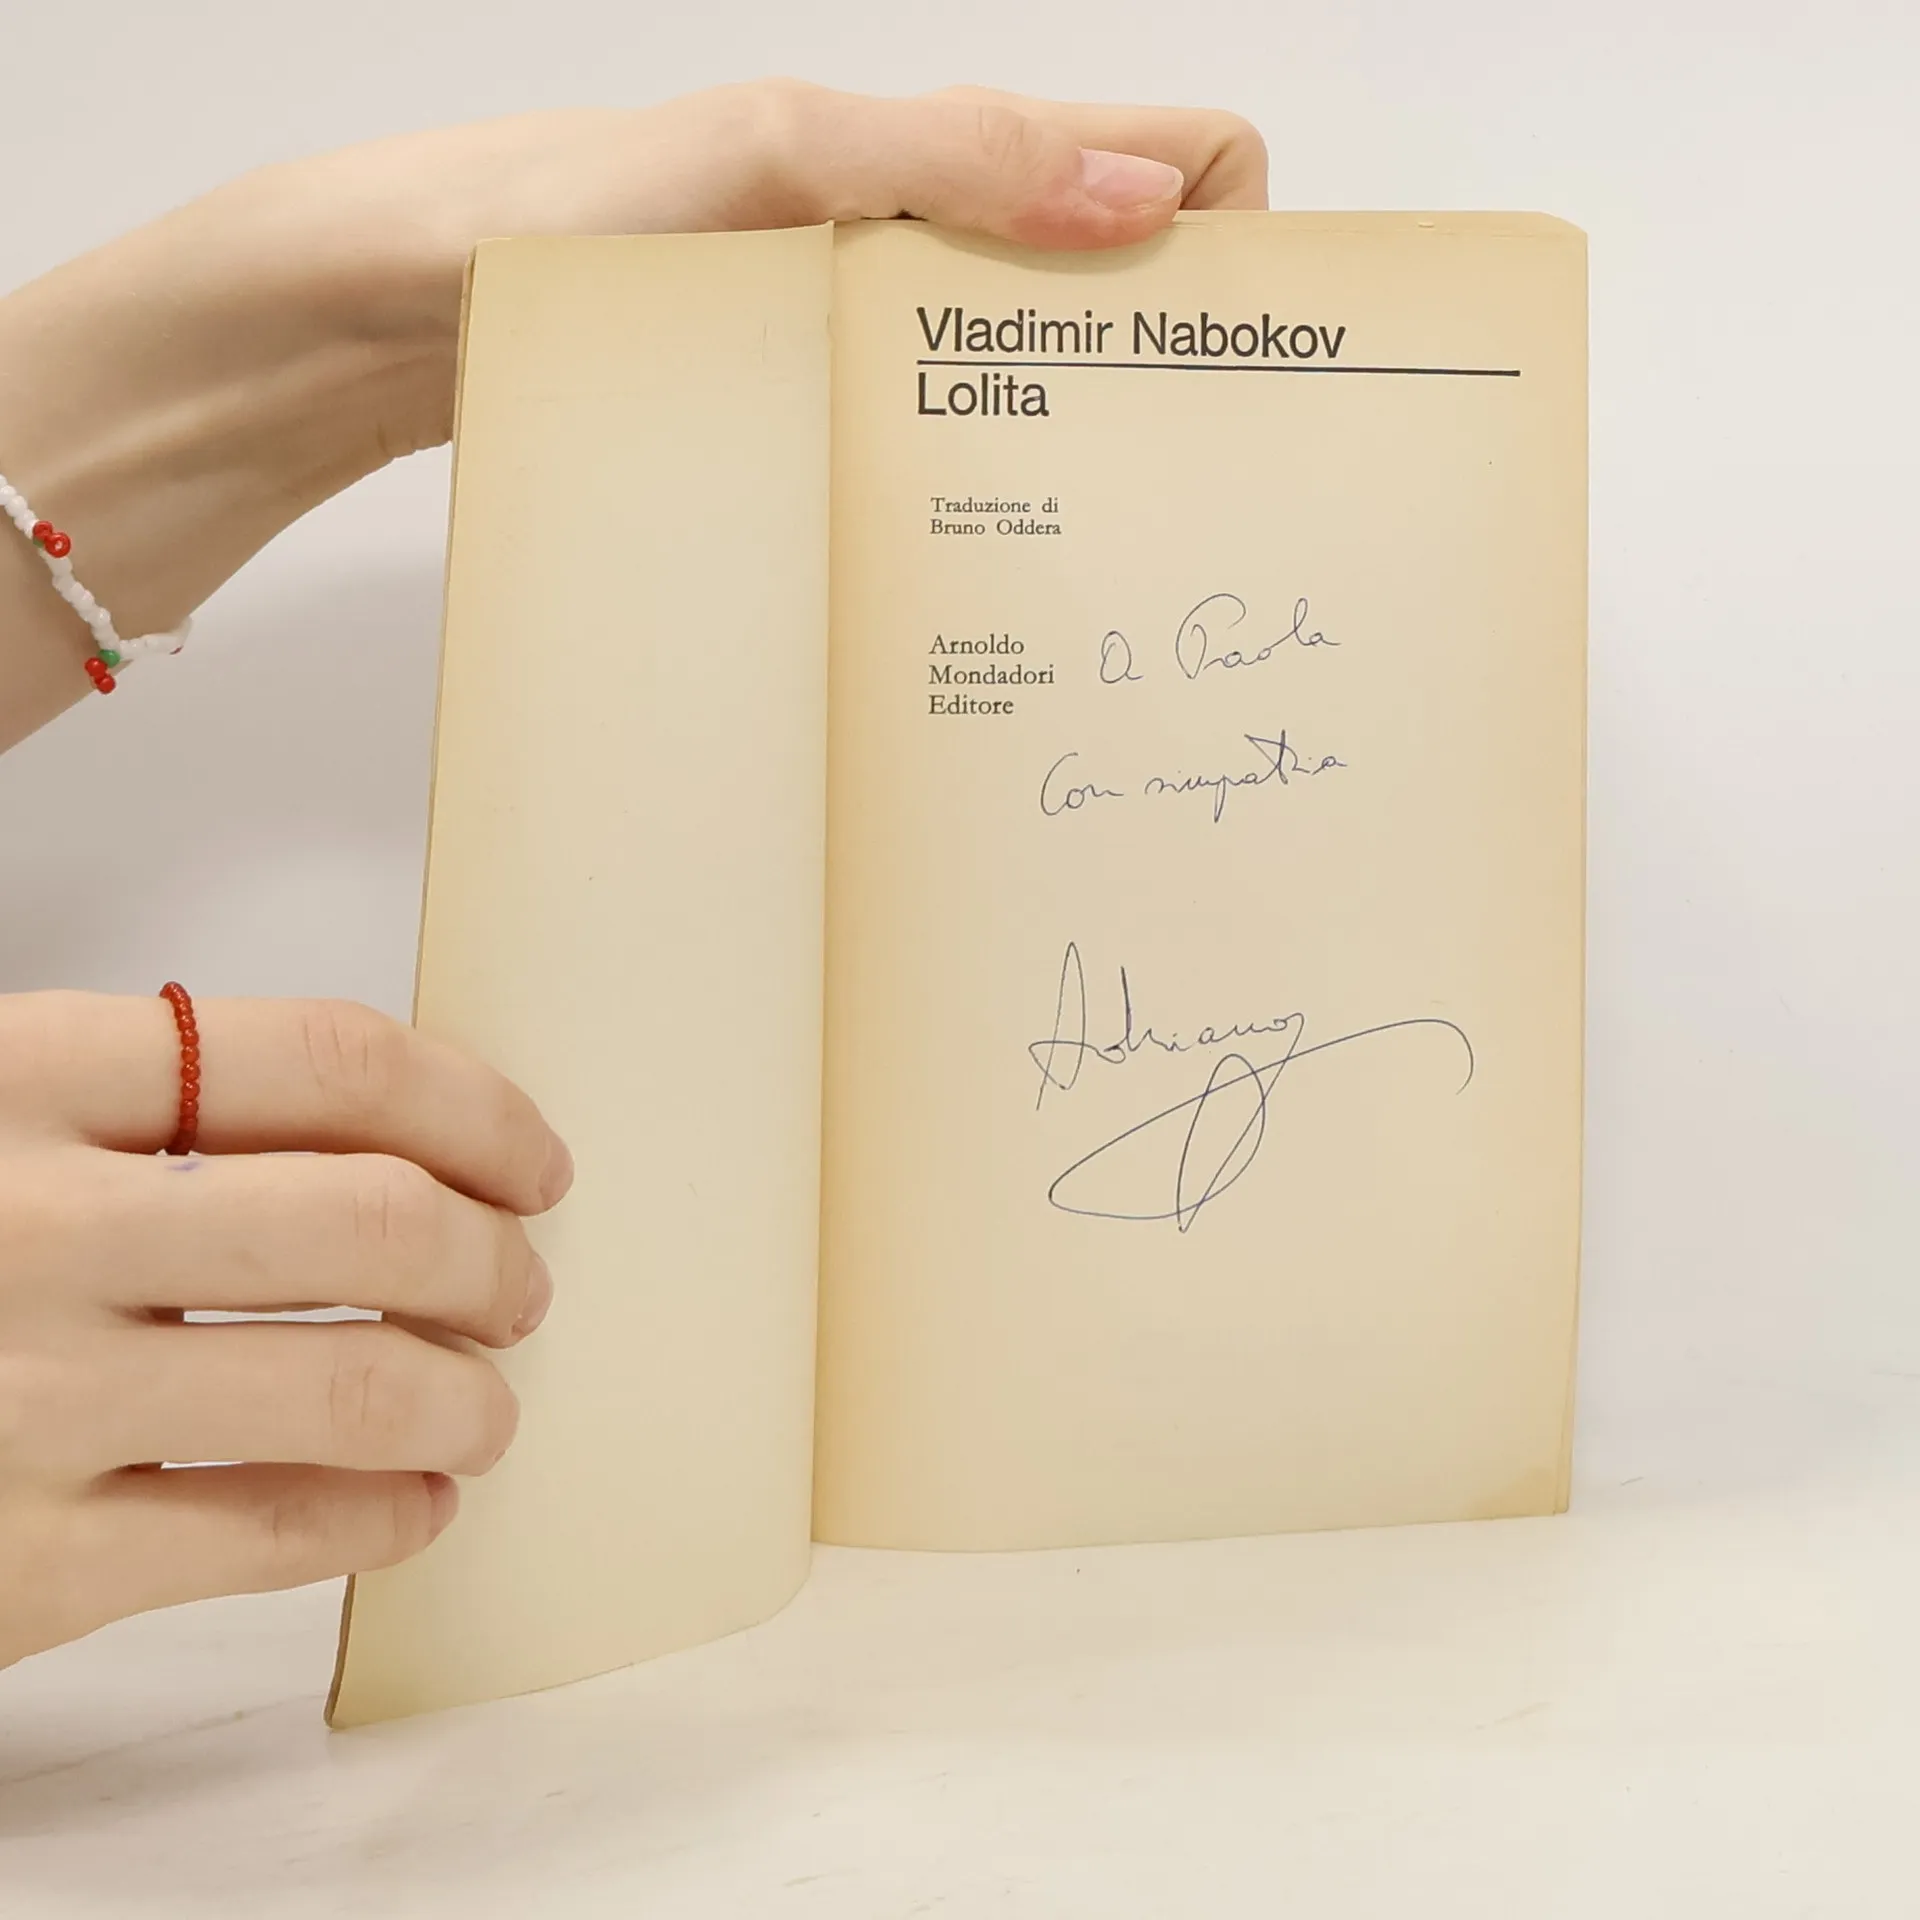 Vladimir Nabokov
Lolita
Traduzione di
Bruno Oddera
Arnoldo
Mondadori
Editore
A Paola
Con simpatia
Adriano